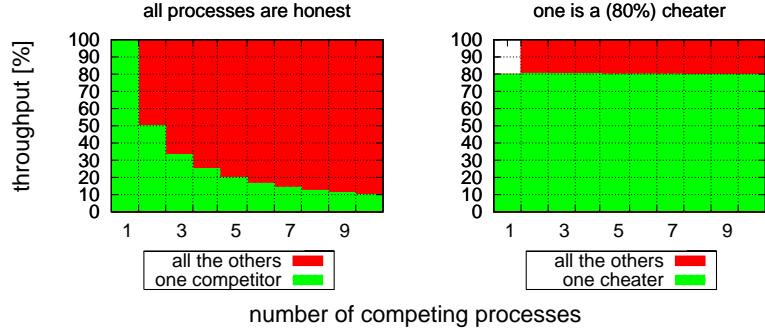 all processes are honest
throughput [%]
100
90
80
70
60
50
40
30
20
10
0
1 3 5 7 9
all the others
one competitor
one is a (80%) cheater
100
90
80
70
60
50
40
30
20
10
0
1 3 5 7 9
all the others
one cheater
number of competing processes